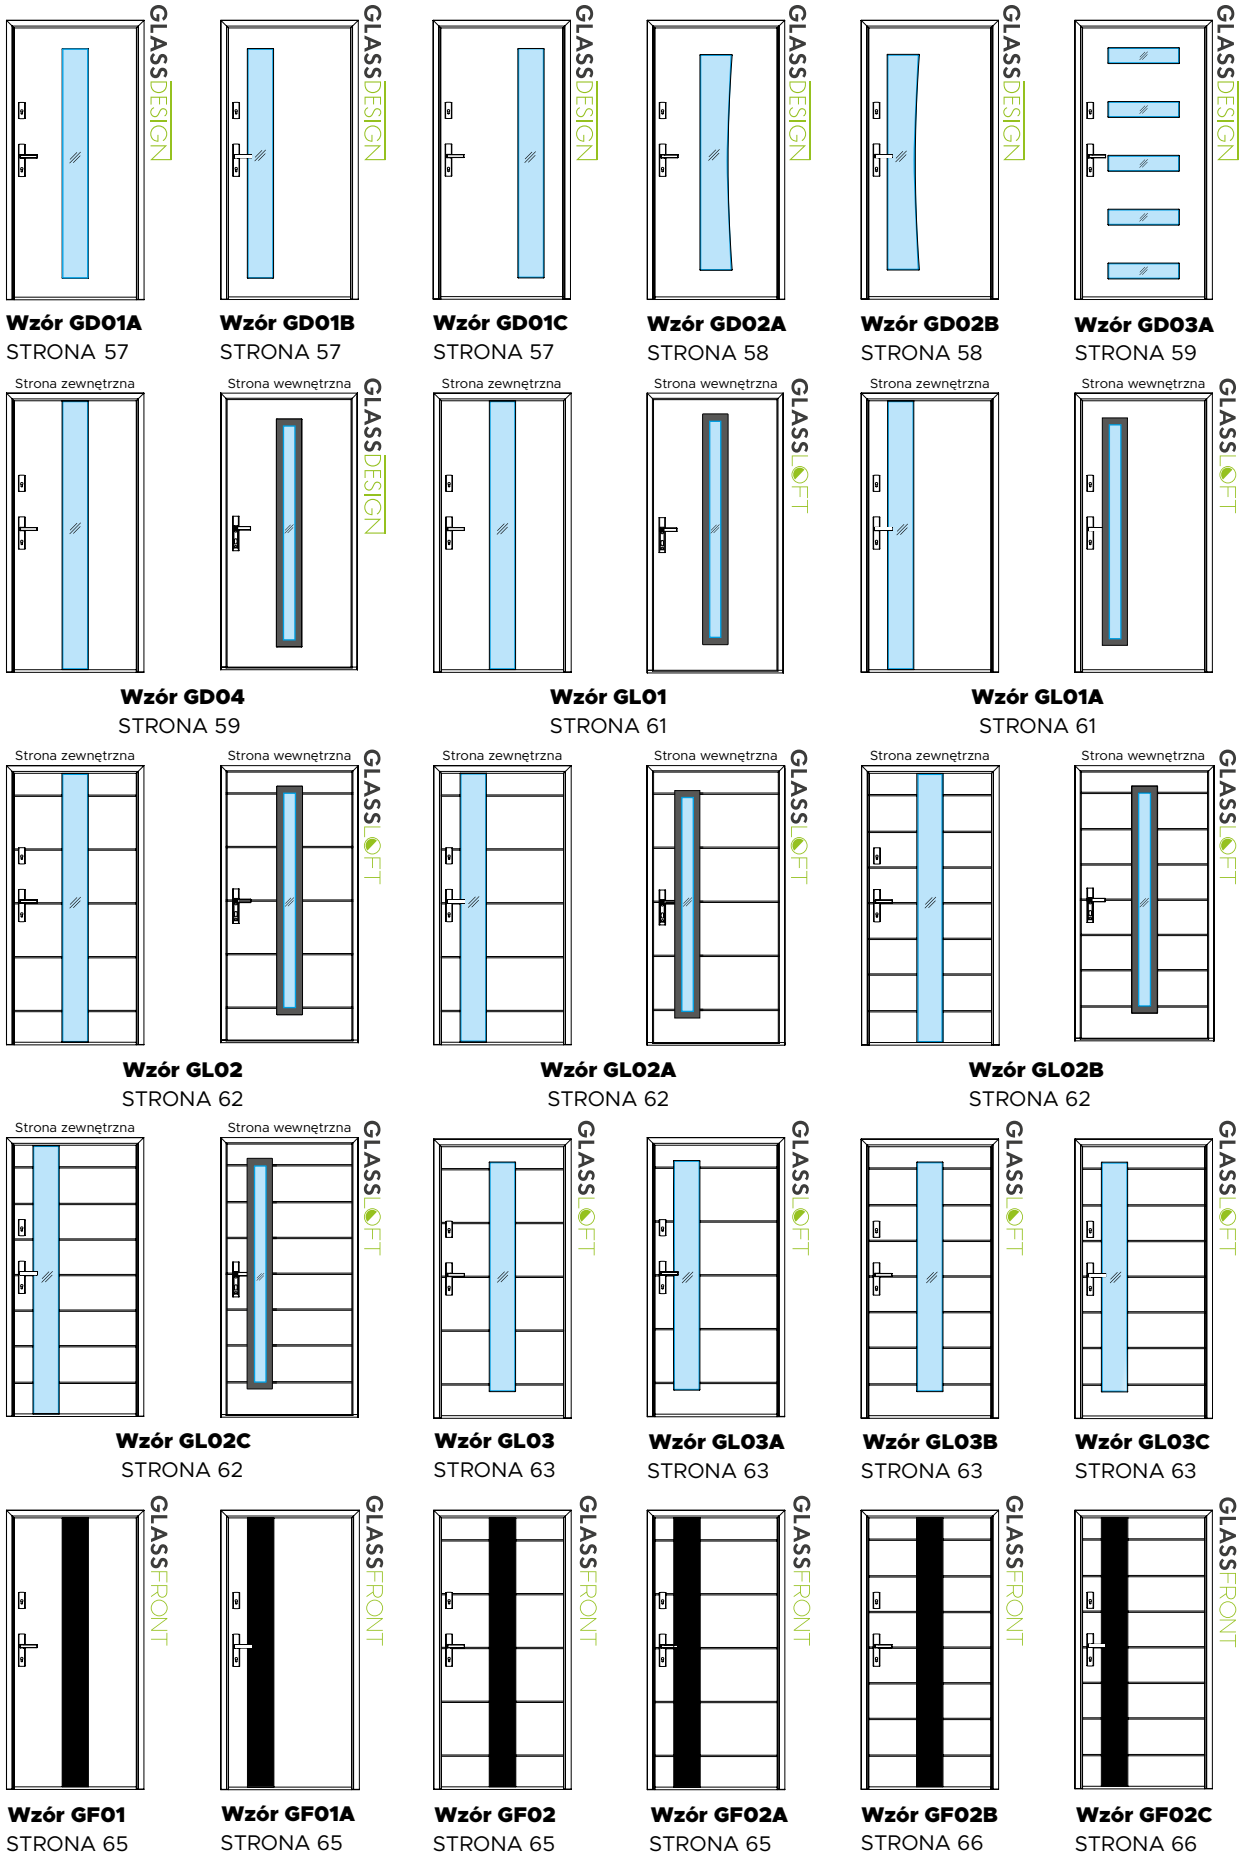 GLASSDESIGN
GLASSDESIGN
GLASSDESIGN
GLASSDESIGN
GLASSDESIGN
GLASSDESIGN
Wzór GD01A
STRONA 57
Wzór GD01B
STRONA 57
Wzór GD01C
STRONA 57
Wzór GD02A
STRONA 58
Wzór GD02B
STRONA 58
Wzór GD03A
STRONA 59
Strona zewnętrzna
Strona wewnętrzna
GLASSDESIGN
Strona zewnętrzna
Strona wewnętrzna
GLASSLOFT
Strona zewnętrzna
Strona wewnętrzna
GLASSLOFT
Wzór GD04
STRONA 59
Wzór GL01
STRONA 61
Wzór GL01A
STRONA 61
Strona zewnętrzna
Strona wewnętrzna
GLASSLOFT
Strona zewnętrzna
Strona wewnętrzna
GLASSLOFT
Strona zewnętrzna
Strona wewnętrzna
GLASSLOFT
Wzór GL02
STRONA 62
Wzór GL02A
STRONA 62
Wzór GL02B
STRONA 62
Strona zewnętrzna
Strona wewnętrzna
GLASSLOFT
GLASSLOFT
GLASSLOFT
GLASSLOFT
GLASSLOFT
Wzór GL02C
STRONA 62
Wzór GL03
STRONA 63
Wzór GL03A
STRONA 63
Wzór GL03B
STRONA 63
Wzór GL03C
STRONA 63
GLASSFRONT
GLASSFRONT
GLASSFRONT
GLASSFRONT
GLASSFRONT
GLASSFRONT
Wzór GF01
STRONA 65
Wzór GF01A
STRONA 65
Wzór GF02
STRONA 65
Wzór GF02A
STRONA 65
Wzór GF02B
STRONA 66
Wzór GF02C
STRONA 66